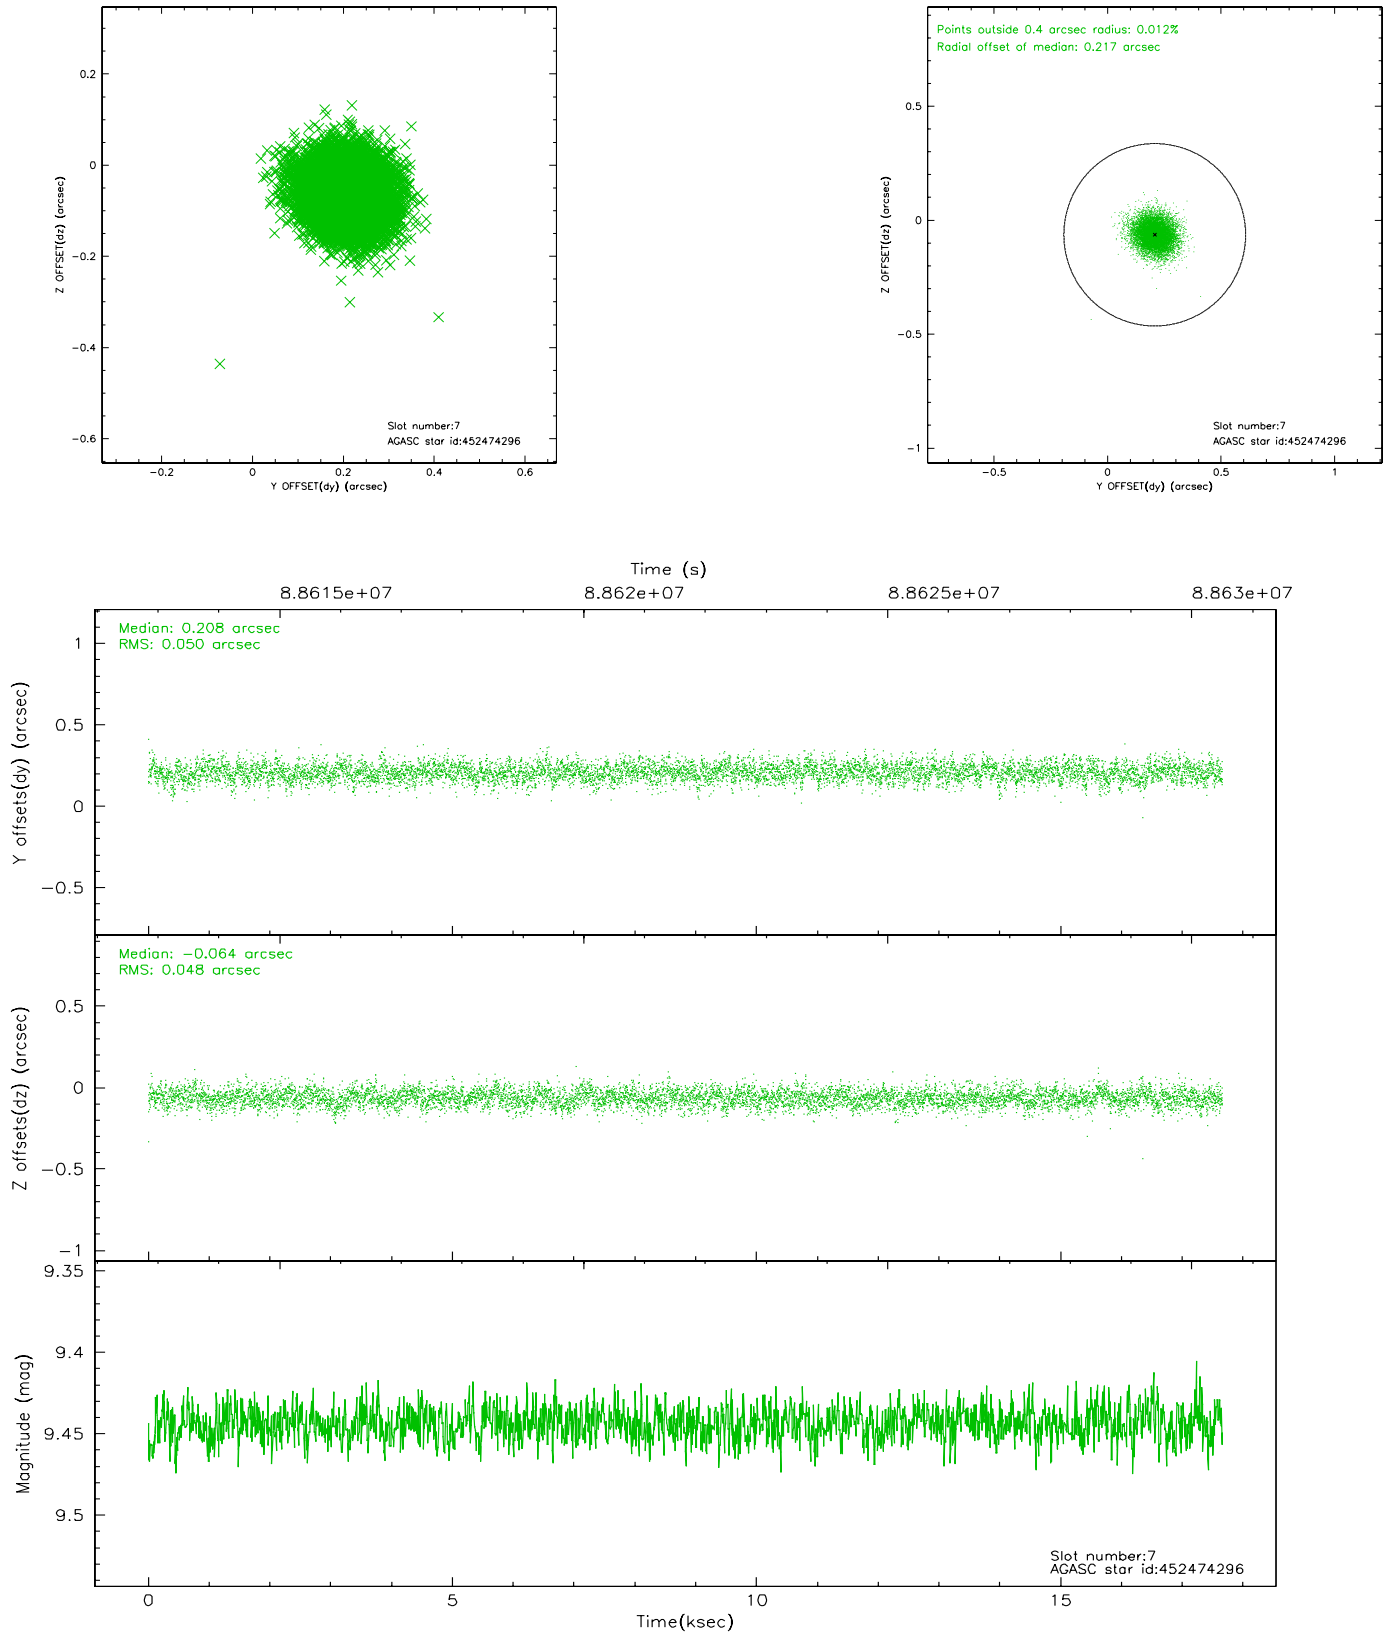 0.2
0
−0.2
−0.4
−0.6
Z OFFSET(dz) (arcsec)
−0.2
0
0.2
0.4
0.6
Y OFFSET(dy) (arcsec)
Slot number:7
AGASC star id:452474296
Points outside 0.4 arcsec radius: 0.012%
Radial offset of median: 0.217 arcsec
0.5
0
−0.5
−1
Z OFFSET(dz) (arcsec)
−0.5
0
0.5
1
Y OFFSET(dy) (arcsec)
Slot number:7
AGASC star id:452474296
Time (s)
8.8615e+07
8.862e+07
8.8625e+07
8.863e+07
Median: 0.208 arcsec
RMS: 0.050 arcsec
1
0.5
0
−0.5
Y offsets(dy) (arcsec)
Median: −0.064 arcsec
RMS: 0.048 arcsec
0.5
0
−0.5
−1
Z offsets(dz) (arcsec)
9.35
9.4
9.45
9.5
Magnitude (mag)
Slot number:7
AGASC star id:452474296
0
5
10
15
Time(ksec)